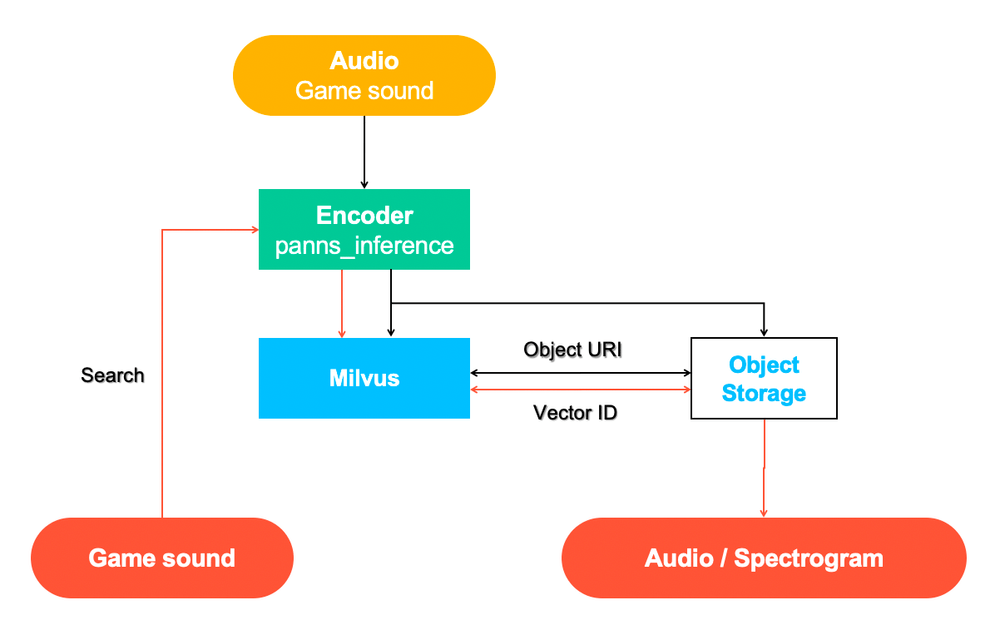 Audio
Game sound
Encoder
panns_inference
Object URI
Milvus
Object
Storage
Search
Vector ID
Game sound
Audio / Spectrogram